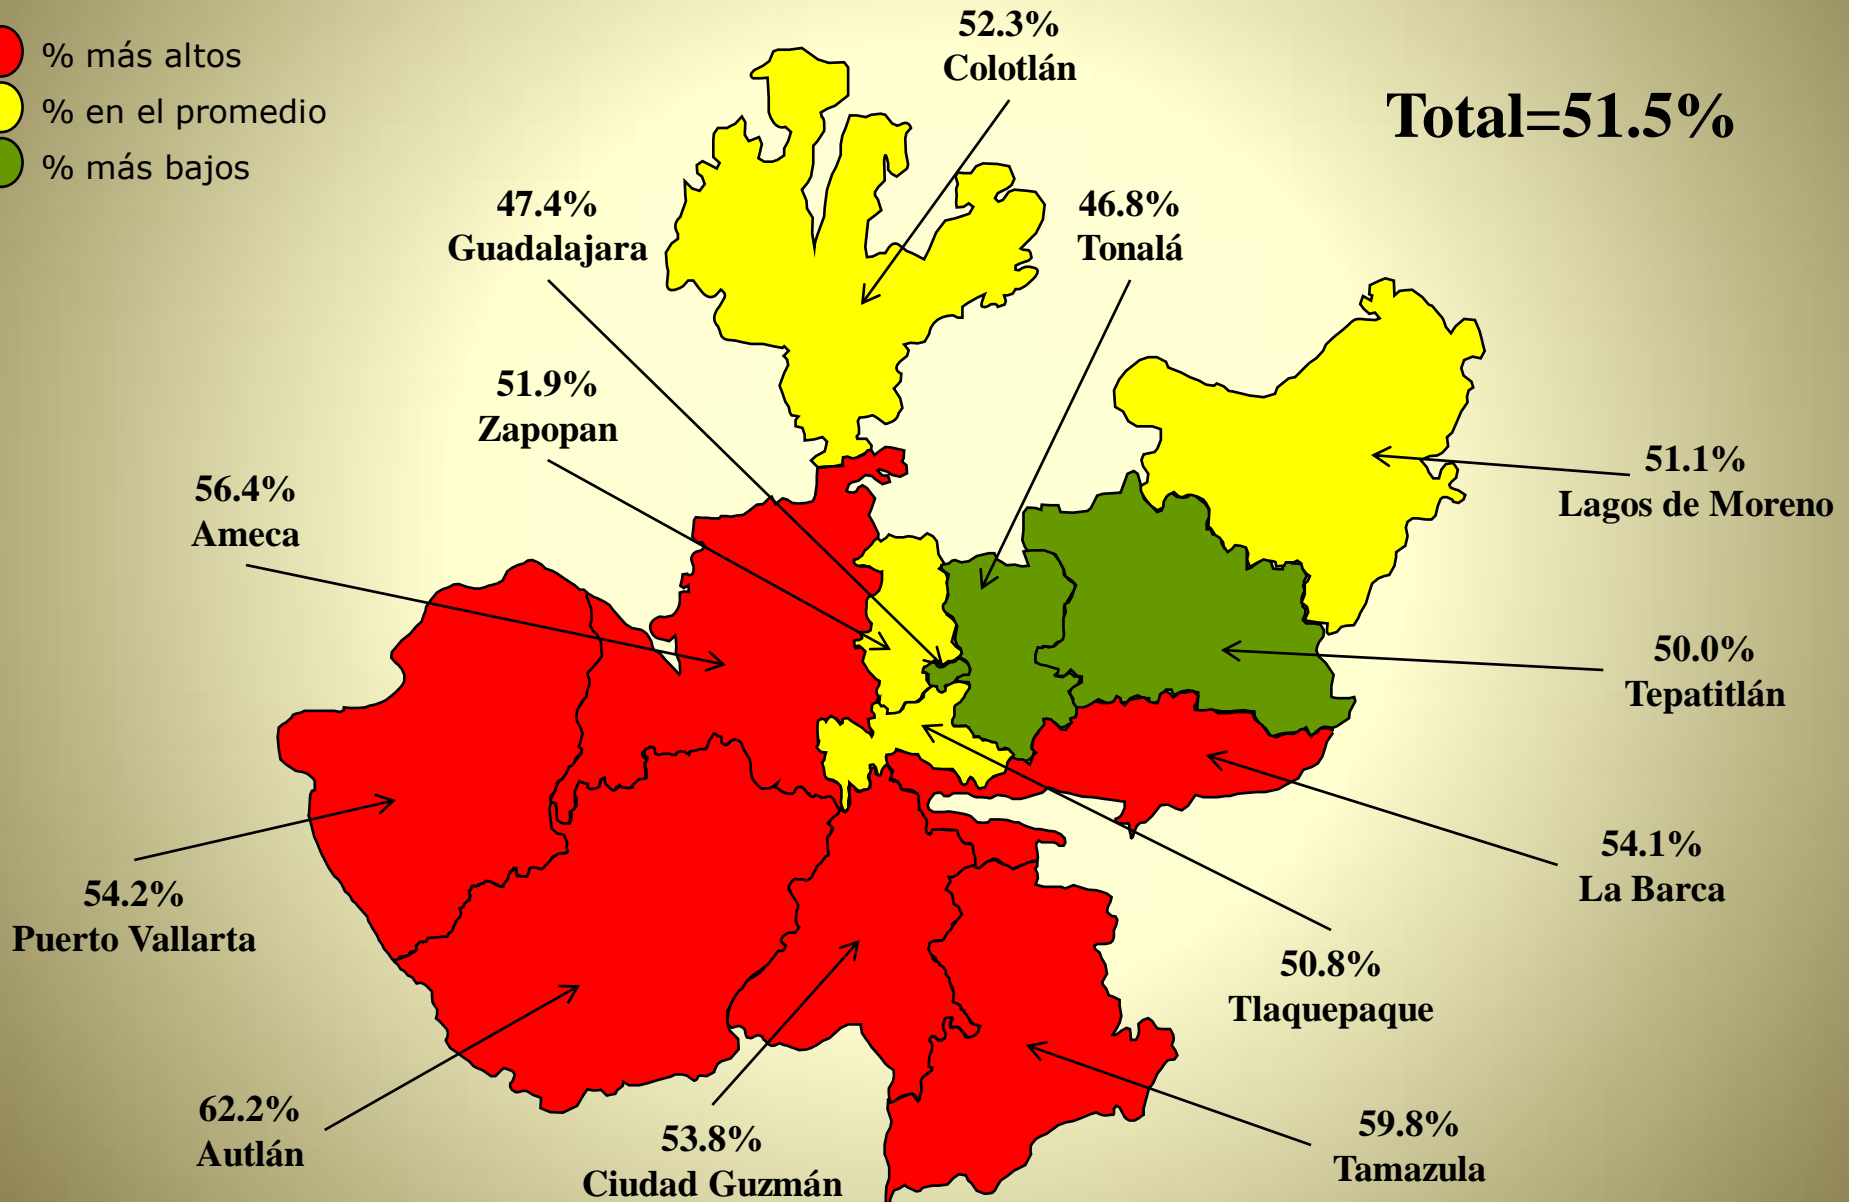 % más altos
% en el promedio
% más bajos
52.3%
Colotlán
Total=51.5%
47.4%
Guadalajara
46.8%
Tonalá
51.9%
Zapopan
56.4%
Ameca
51.1%
Lagos de Moreno
50.0%
Tepatitlán
54.1%
La Barca
54.2%
Puerto Vallarta
50.8%
Tlaquepaque
62.2%
Autlán
53.8%
Ciudad Guzmán
59.8%
Tamazula